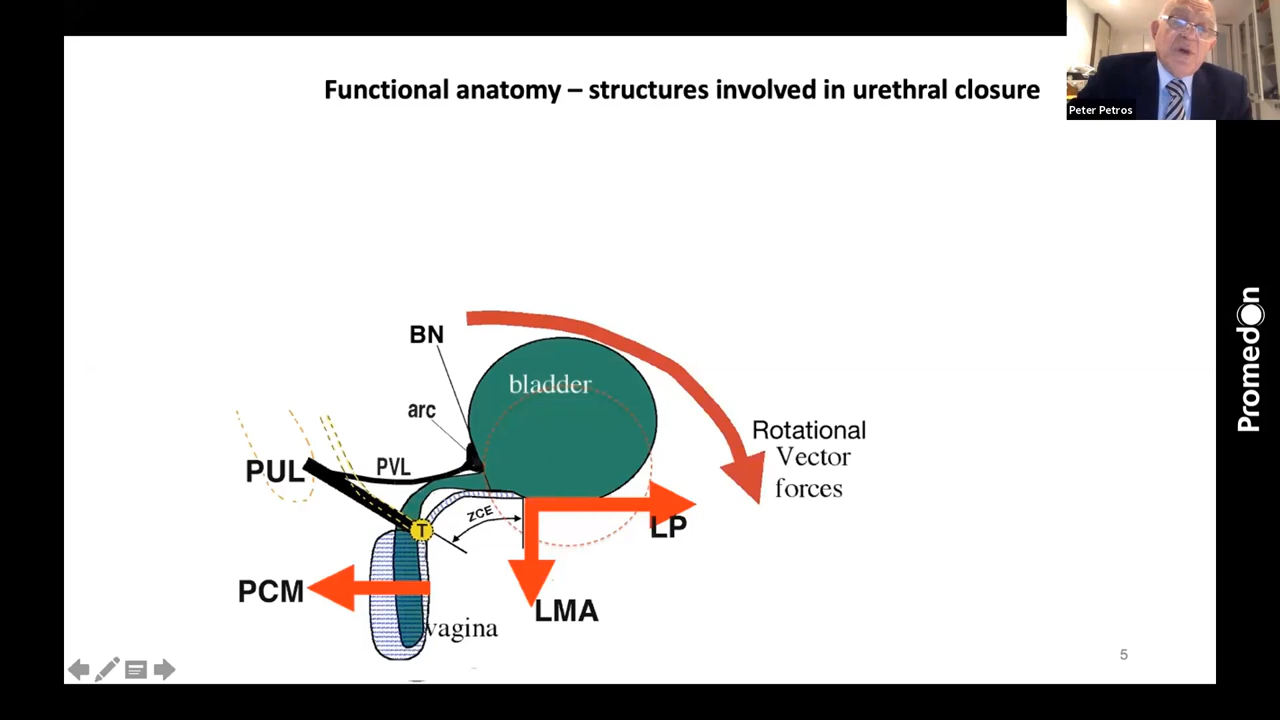 Functional anatomy – structures involved in urethral closure
Peter Petros
BN
bladder
arc
Rotational
Vector
forces
PUL
PVL
ZCE
T
LP
PCM
LMA
vagina
5
Promedon